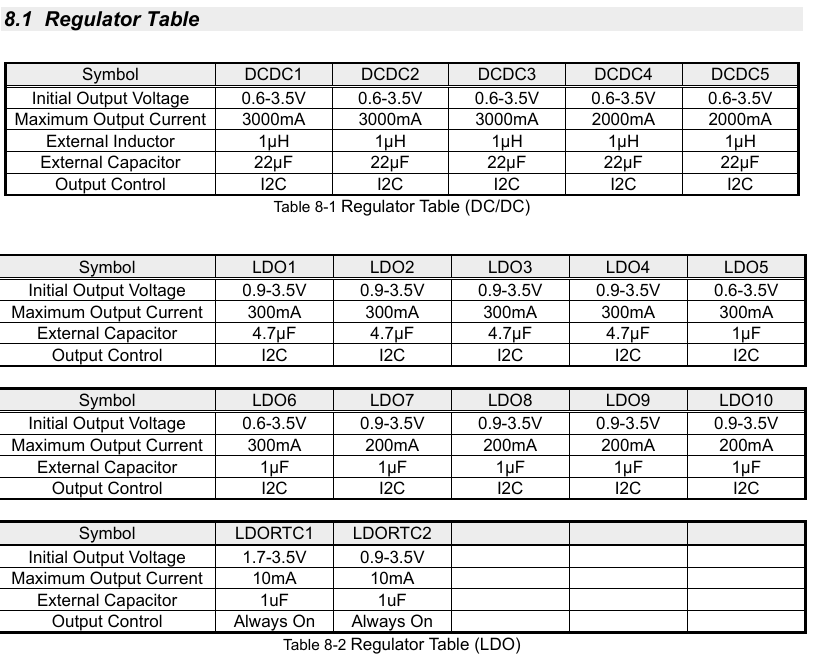 8.1 Regulator Table
Symbol DCDC1 DCDC2 DCDC3 DCDC4 DCDC5
Initial Output Voltage 0.6-3.5V 0.6-3.5V 0.6-3.5V 0.6-3.5V 0.6-3.5V
Maximum Output Current 3000mA 3000mA 3000mA 2000mA 2000mA
External Inductor 1µH 1µH 1µH 1µH 1µH
External Capacitor 22µF 22µF 22µF 22µF 22µF
Output Control I2C I2C I2C I2C I2C
Table 8-1 Regulator Table (DC/DC)
Symbol LDO1 LDO2 LDO3 LDO4 LDO5
Initial Output Voltage 0.9-3.5V 0.9-3.5V 0.9-3.5V 0.9-3.5V 0.6-3.5V
Maximum Output Current 300mA 300mA 300mA 300mA 300mA
External Capacitor 4.7µF 4.7µF 4.7µF 4.7µF 1µF
Output Control I2C I2C I2C I2C I2C
Symbol LDO6 LDO7 LDO8 LDO9 LDO10
Initial Output Voltage 0.6-3.5V 0.9-3.5V 0.9-3.5V 0.9-3.5V 0.9-3.5V
Maximum Output Current 300mA 200mA 200mA 200mA 200mA
External Capacitor 1µF 1µF 1µF 1µF 1µF
Output Control I2C I2C I2C I2C I2C
Symbol LDORTC1 LDORTC2
Initial Output Voltage 1.7-3.5V 0.9-3.5V
Maximum Output Current 10mA 10mA
External Capacitor 1uF 1uF
Output Control Always On Always On
Table 8-2 Regulator Table (LDO)